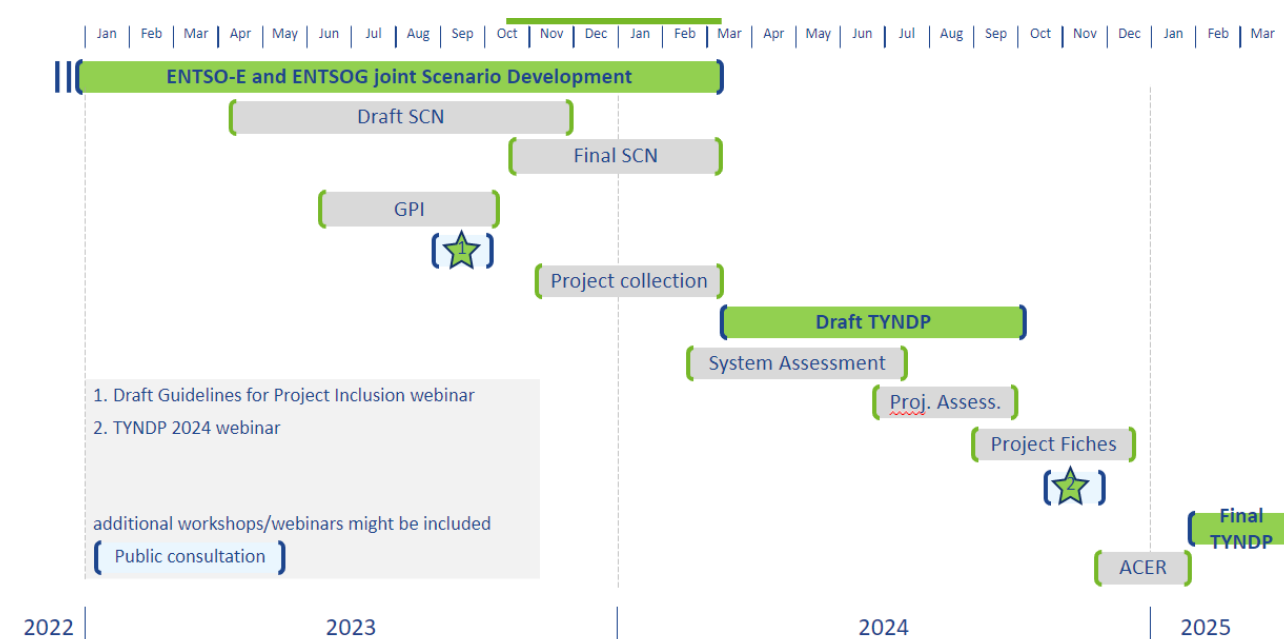 Jan Feb Mar Apr May Jun Jul Aug Sep Oct Nov Dec Jan Feb Mar Apr May Jun Jul Aug Sep Oct Nov Dec Jan Feb Mar
ENTSO-E and ENTSOG joint Scenario Development
Draft SCN
Final SCN
GPI
1
Project collection
Draft TYNDP
System Assessment
1. Draft Guidelines for Project Inclusion webinar
Proj. Assess.
2. TYNDP 2024 webinar
Project Fiches
2
additional workshops/webinars might be included
Final
TYNDP
Public consultation
ACER
2022 2023 2024 2025